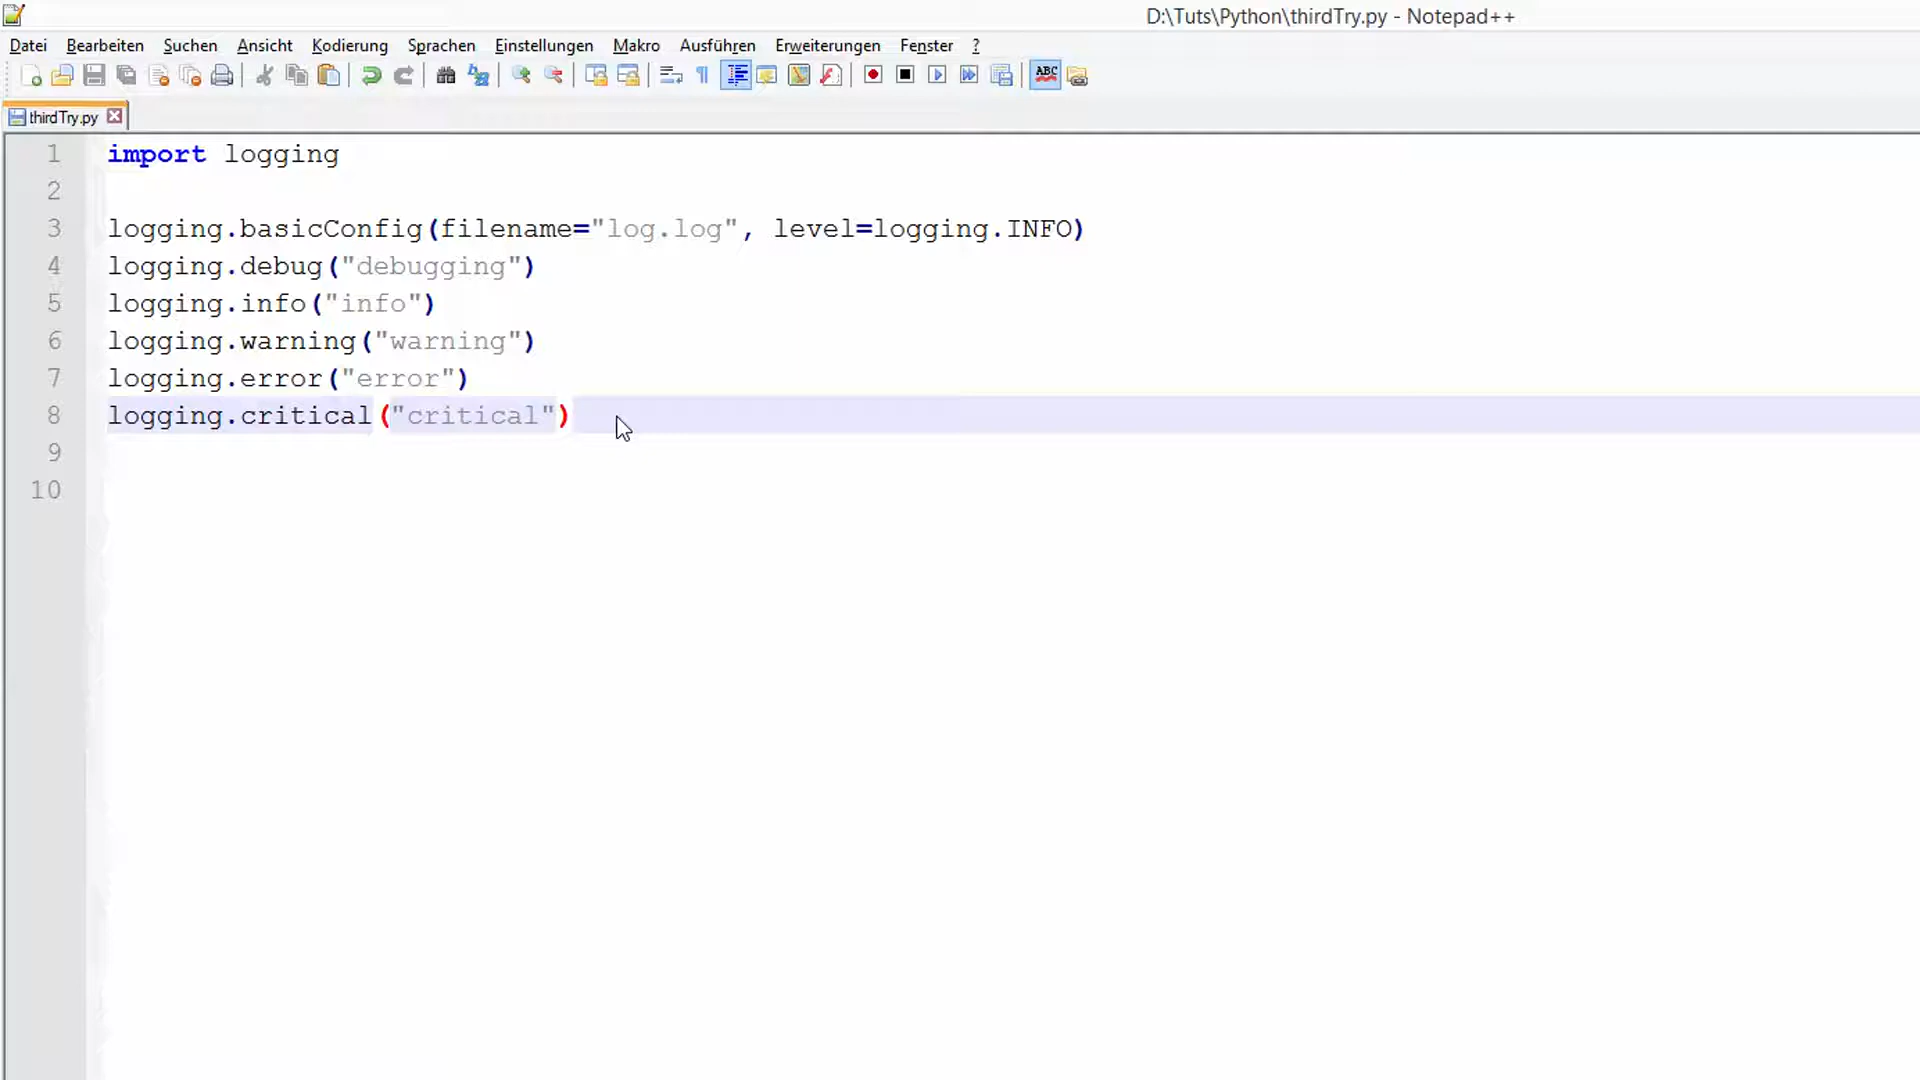 D:\Tuts\Python\thirdTry.py - Notepad++
Datei Bearbeiten Suchen Ansicht Kodierung Sprachen Einstellungen Makro Ausführen Erweiterungen Fenster ?
ABC
thirdTry.py
1 import logging
2
3 logging.basicConfig(filename="log.log", level=logging.INFO)
4 logging.debug("debugging")
5 logging.info("info")
6 logging.warning("warning")
7 logging.error("error")
8 logging.critical("critical")
9
10